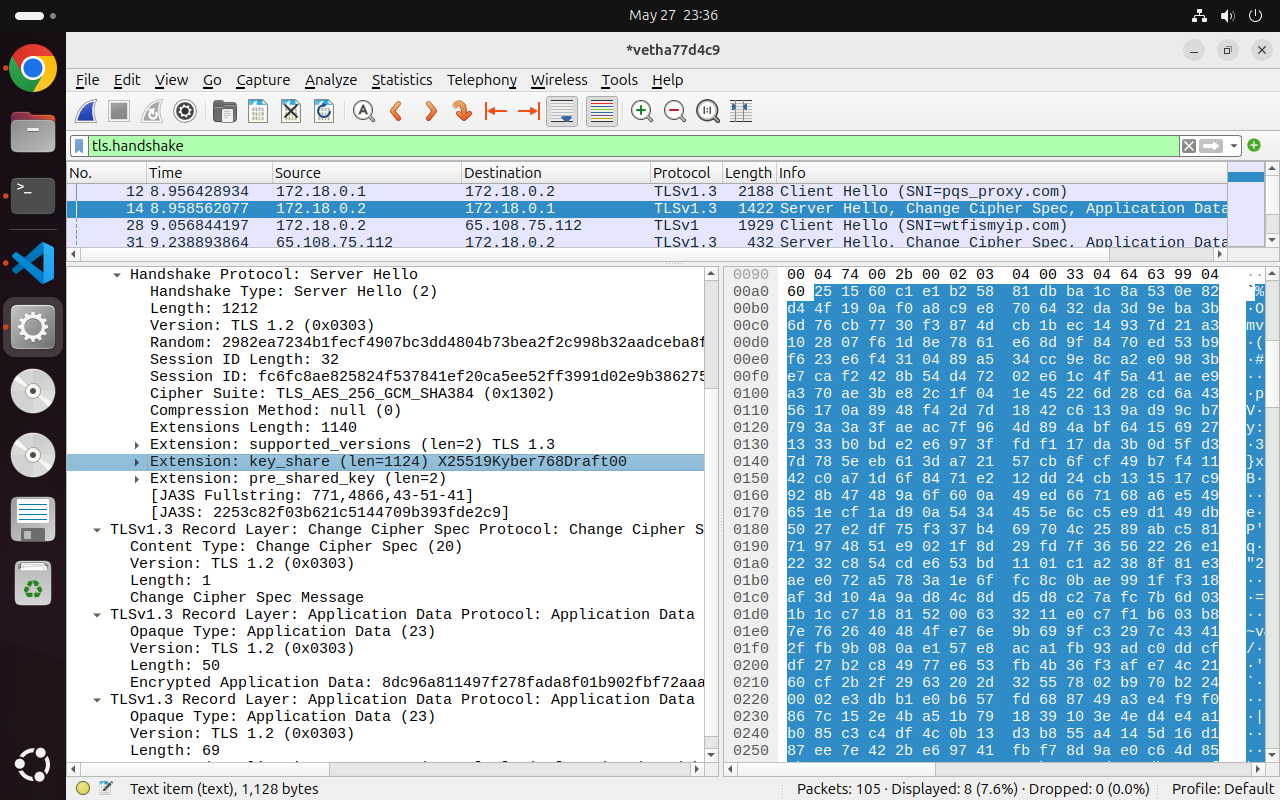 May 27 23:36
*vetha77d4c9
File Edit View Go Capture Analyze Statistics Telephony Wireless Tools Help
tls.handshake
No. Time Source Destination Protocol Length Info
12 8.956428934 172.18.0.1 172.18.0.2 TLSv1.3 2188 Client Hello (SNI=pqs_proxy.com)
14 8.958562077 172.18.0.2 172.18.0.1 TLSv1.3 1422 Server Hello, Change Cipher Spec, Application Data
28 9.056844197 172.18.0.2 65.108.75.112 TLSv1 1929 Client Hello (SNI=wtfismyip.com)
31 9.238893864 65.108.75.112 172.18.0.2 TLSv1.3 432 Server Hello, Change Cipher Spec, Application Data
Handshake Protocol: Server Hello
Handshake Type: Server Hello (2)
Length: 1212
Version: TLS 1.2 (0x0303)
Random: 2982ea7234b1fecf4907bc3dd4804b73bea2f2c998b32aadceba8f
Session ID Length: 32
Session ID: fc6fc8ae825824f537841ef20ca5ee52ff3991d02e9b386275
Cipher Suite: TLS_AES_256_GCM_SHA384 (0x1302)
Compression Method: null (0)
Extensions Length: 1140
Extension: supported_versions (len=2) TLS 1.3
Extension: key_share (len=1124) X25519Kyber768Draft00
Extension: pre_shared_key (len=2)
[JA3S Fullstring: 771,4866,43-51-41]
[JA3S: 2253c82f03b621c5144709b393fde2c9]
TLSv1.3 Record Layer: Change Cipher Spec Protocol: Change Cipher S
Content Type: Change Cipher Spec (20)
Version: TLS 1.2 (0x0303)
Length: 1
Change Cipher Spec Message
TLSv1.3 Record Layer: Application Data Protocol: Application Data
Opaque Type: Application Data (23)
Version: TLS 1.2 (0x0303)
Length: 50
Encrypted Application Data: 8dc96a811497f278fada8f01b902fbf72aaa
TLSv1.3 Record Layer: Application Data Protocol: Application Data
Opaque Type: Application Data (23)
Version: TLS 1.2 (0x0303)
Length: 69
0090 00 04 74 00 2b 00 02 03 04 00 33 04 64 63 99 04 ··
00a0 60 25 15 60 c1 e1 b2 58 81 db ba 1c 8a 53 0e 82 `%
00b0 d4 4f 19 0a f0 a8 c9 e8 70 64 32 da 3d 9e ba 3b ·O
00c0 6d 76 cb 77 30 f3 87 4d cb 1b ec 14 93 7d 21 a3 mv
00d0 10 28 07 f6 1d 8e 78 61 e6 8d 9f 84 70 ed 53 b9 ·(
00e0 f6 23 e6 f4 31 04 89 a5 34 cc 9e 8c a2 e0 98 3b ·#
00f0 e7 ca f2 42 8b 54 d4 72 02 e6 1c 4f 5a 41 ae e9 ··
0100 a3 70 ae 3b e8 2c 1f 04 1e 45 22 6d 28 cd 6a 43 ·p
0110 56 17 0a 89 48 f4 2d 7d 18 42 c6 13 9a d9 9c b7 V·
0120 79 3a 3a 3f ae ac 7f 96 4d 89 4a bf 64 15 69 27 y:
0130 13 33 b0 bd e2 e6 97 3f fd f1 17 da 3b 0d 5f d3 ·3
0140 7d 78 5e eb 61 3d a7 21 57 cb 6f cf 49 b7 f4 11 }x
0150 42 c0 a7 1d 6f 84 71 e2 12 dd 24 cb 13 15 17 c9 B·
0160 92 8b 47 48 9a 6f 60 0a 49 ed 66 71 68 a6 e5 49 ··
0170 65 1e cf 1a d9 0a 54 34 45 5e 6c c5 e9 d1 49 db e·
0180 50 27 e2 df 75 f3 37 b4 69 70 4c 25 89 ab c5 81 P'
0190 71 97 48 51 e9 02 1f 8d 29 fd 7f 36 56 22 26 e1 q·
01a0 22 32 c8 54 cd e6 53 bd 11 01 c1 a2 38 8f 81 e3 "2
01b0 ae e0 72 a5 78 3a 1e 6f fc 8c 0b ae 99 1f f3 18 ··
01c0 af 3d 10 4a 9a d8 4c 8d d5 d8 c2 7a fc 7b 6d 03 ·=
01d0 1b 1c c7 18 81 52 00 63 32 11 e0 c7 f1 b6 03 b8 ··
01e0 7e 76 26 40 48 4f e7 6e 9b 69 9f c3 29 7c 43 41 ~v
01f0 2f fb 9b 08 0a e1 57 e8 ac a1 fb 93 ad c0 dd cf /·
0200 df 27 b2 c8 49 77 e6 53 fb 4b 36 f3 af e7 4c 21 ·'
0210 60 cf 2b 2f 29 63 20 2d 32 55 78 02 b9 70 b2 24 `·
0220 00 02 e3 db b1 e0 b6 57 fd 68 87 49 a3 e4 f9 f0 ··
0230 86 7c 15 2e 4b a5 1b 79 18 39 10 3e 4e d4 e4 a1 ·|
0240 b0 85 c3 c4 df 4c 0b 13 d3 b8 55 a4 14 5d 16 d1 ··
0250 87 ee 7e 42 2b e6 97 41 fb f7 8d 9a e0 c6 4d 85 ··
Text item (text), 1,128 bytes
Packets: 105 · Displayed: 8 (7.6%) · Dropped: 0 (0.0%)
Profile: Default